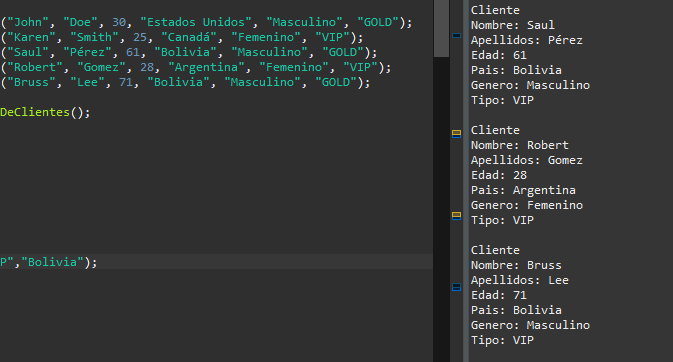 ("John", "Doe", 30, "Estados Unidos", "Masculino", "GOLD");
("Karen", "Smith", 25, "Canadá", "Femenino", "VIP");
("Saul", "Pérez", 61, "Bolivia", "Masculino", "GOLD");
("Robert", "Gomez", 28, "Argentina", "Femenino", "VIP");
("Bruss", "Lee", 71, "Bolivia", "Masculino", "GOLD");
DeClientes();
P","Bolivia");
Cliente
Nombre: Saul
Apellidos: Pérez
Edad: 61
Pais: Bolivia
Genero: Masculino
Tipo: VIP
Cliente
Nombre: Robert
Apellidos: Gomez
Edad: 28
Pais: Argentina
Genero: Femenino
Tipo: VIP
Cliente
Nombre: Bruss
Apellidos: Lee
Edad: 71
Pais: Bolivia
Genero: Masculino
Tipo: VIP